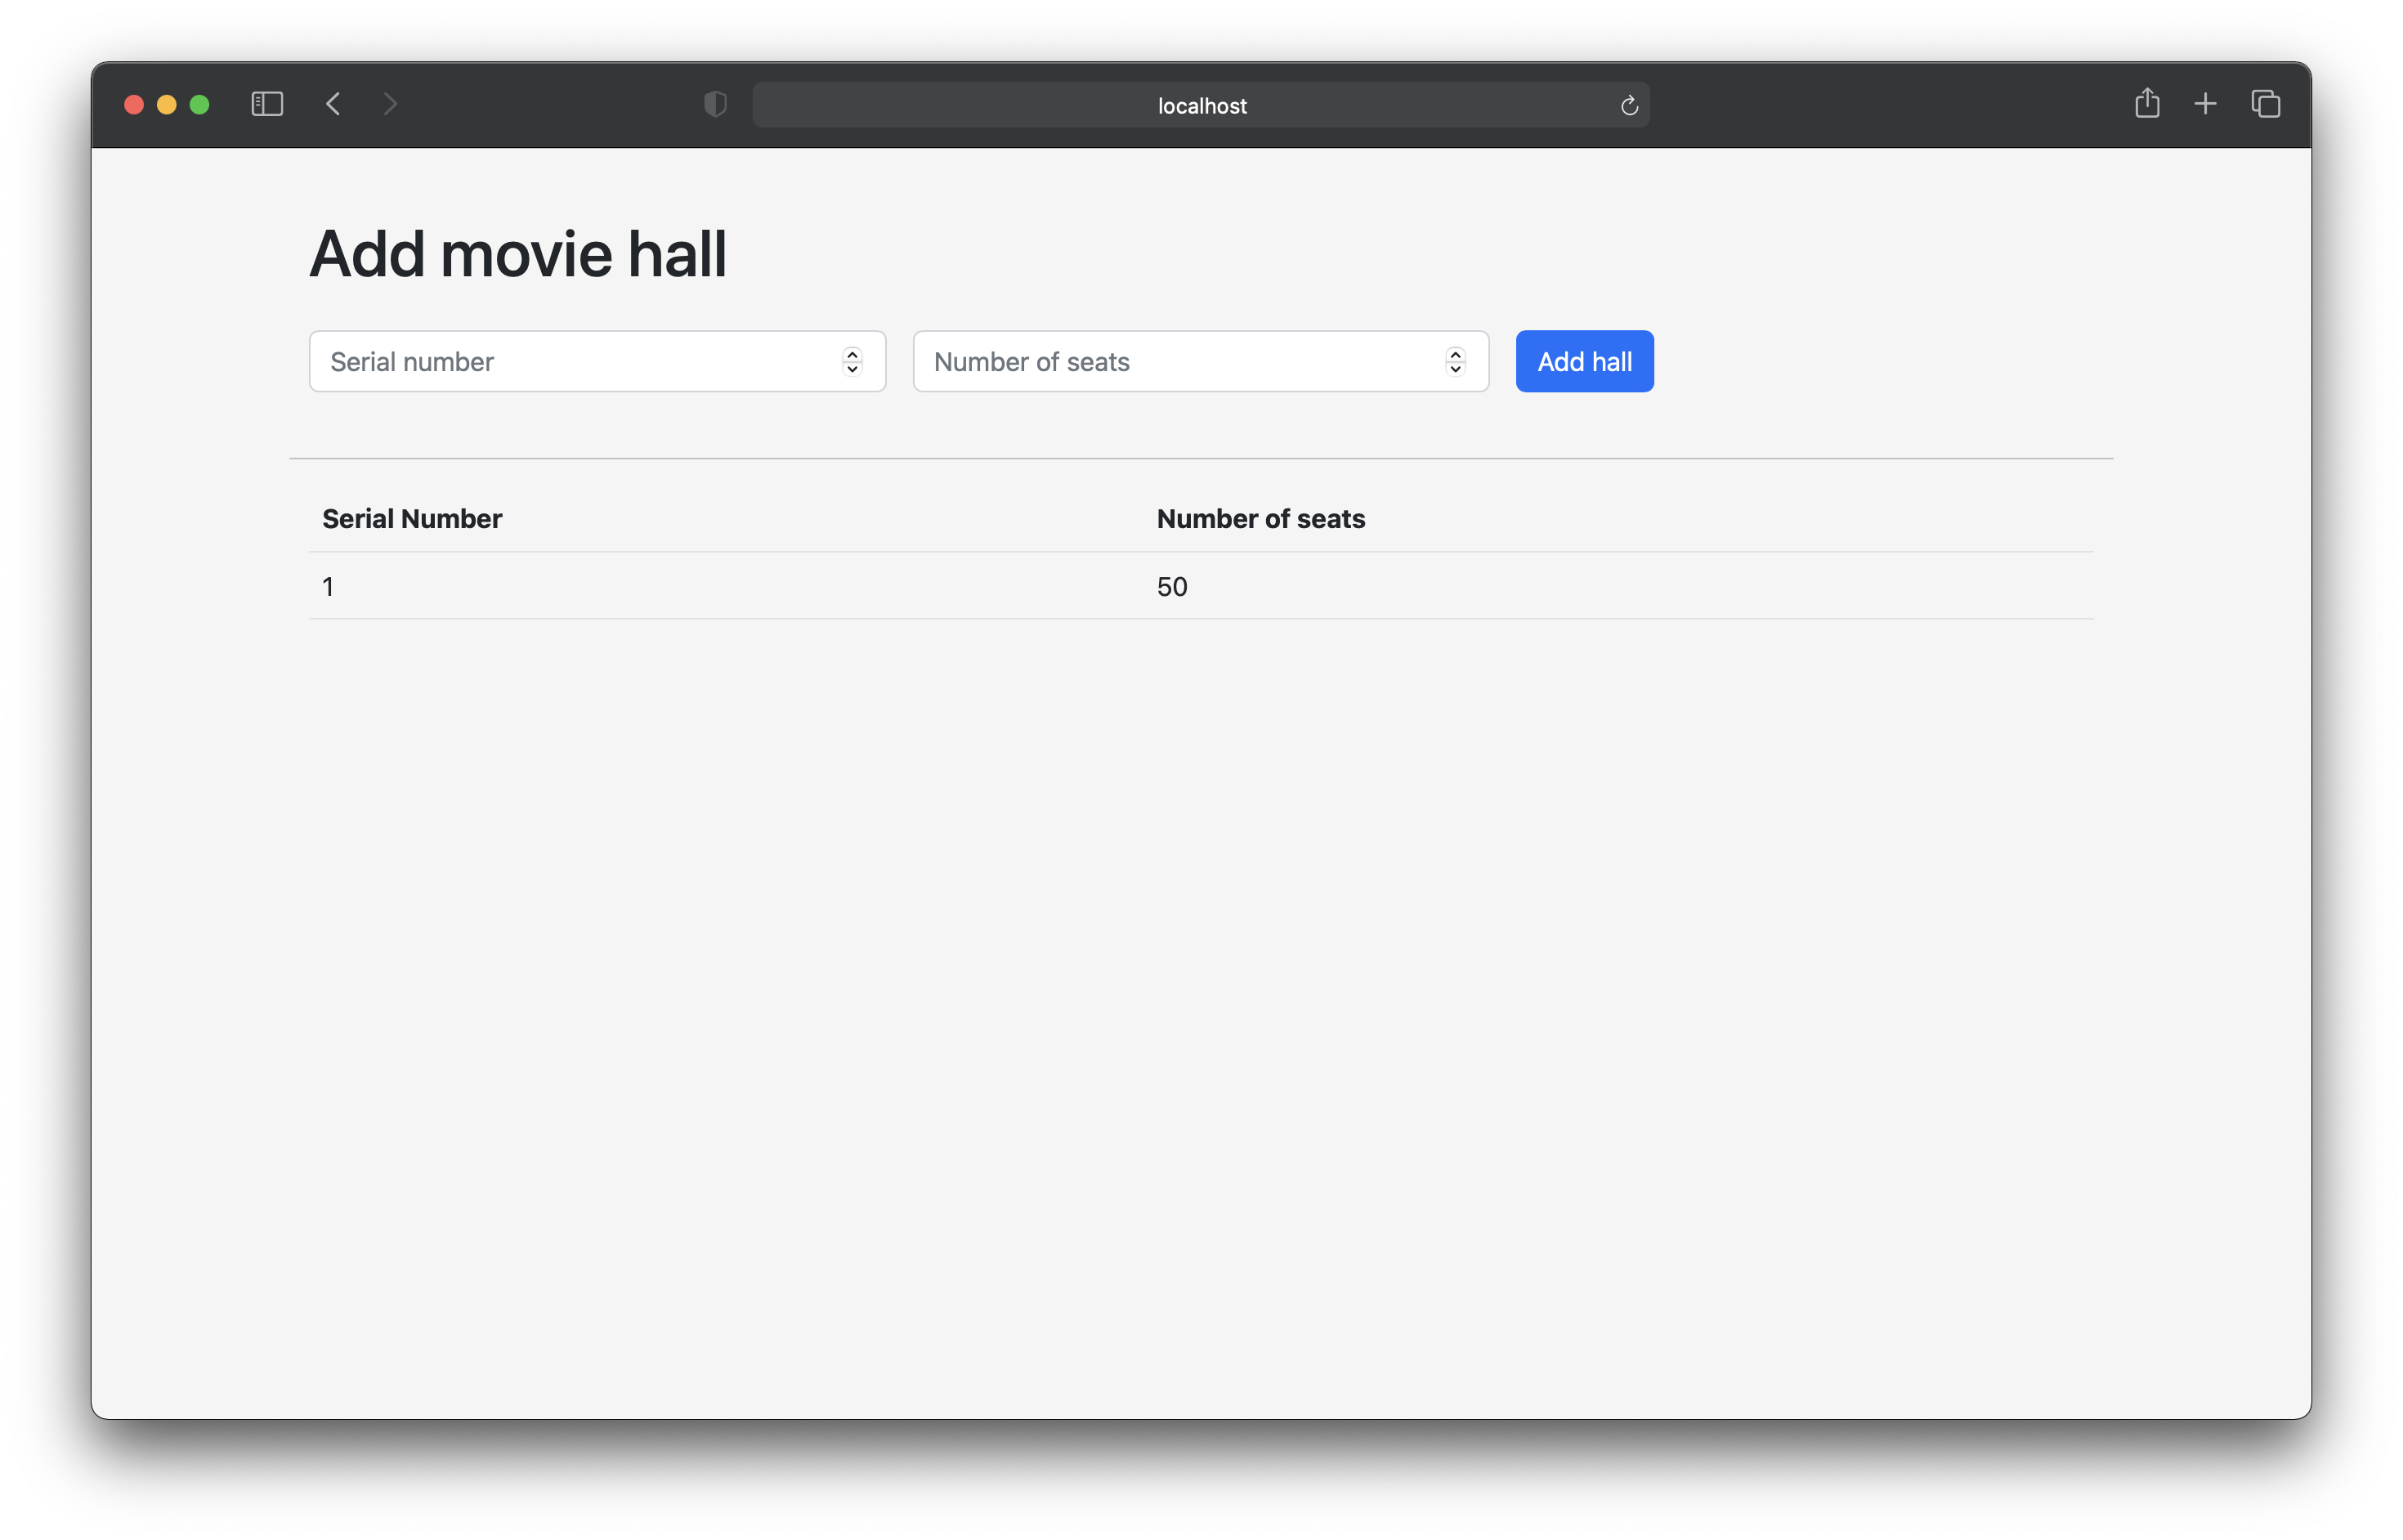 localhost
Add movie hall
Serial number Number of seats Add hall
Serial Number Number of seats
1 50